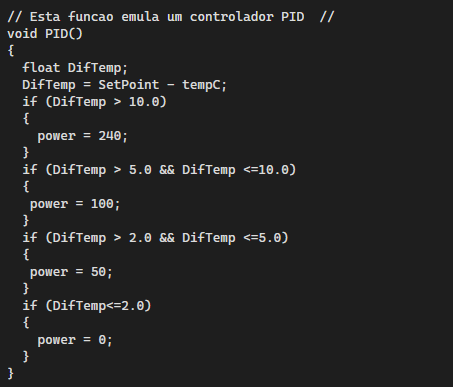 // Esta funcao emula um controlador PID  //
void PID()
{
  float DifTemp;
  DifTemp = SetPoint - tempC;
  if (DifTemp > 10.0)
  {
    power = 240;
  }
  if (DifTemp > 5.0 && DifTemp <=10.0)
  {
   power = 100;
  }
  if (DifTemp > 2.0 && DifTemp <=5.0)
  {
   power = 50;
  }
  if (DifTemp<=2.0)
  {
    power = 0;
  }
}